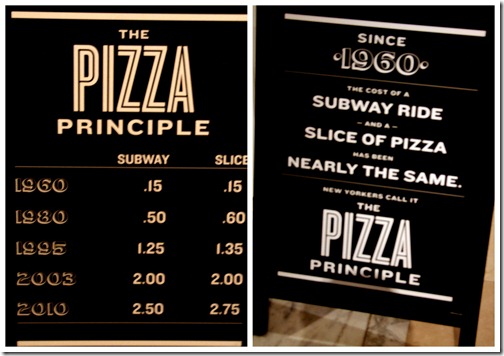 THE
PIZZA
PRINCIPLE
SUBWAY SLICE
1960 .15 .15
1980 .50 .60
1995 1.25 1.35
2003 2.00 2.00
2010 2.50 2.75
SINCE
·1960·
THE COST OF A
SUBWAY RIDE
— AND A —
SLICE OF PIZZA
HAS BEEN
NEARLY THE SAME.
NEW YORKERS CALL IT
THE
PIZZA
PRINCIPLE